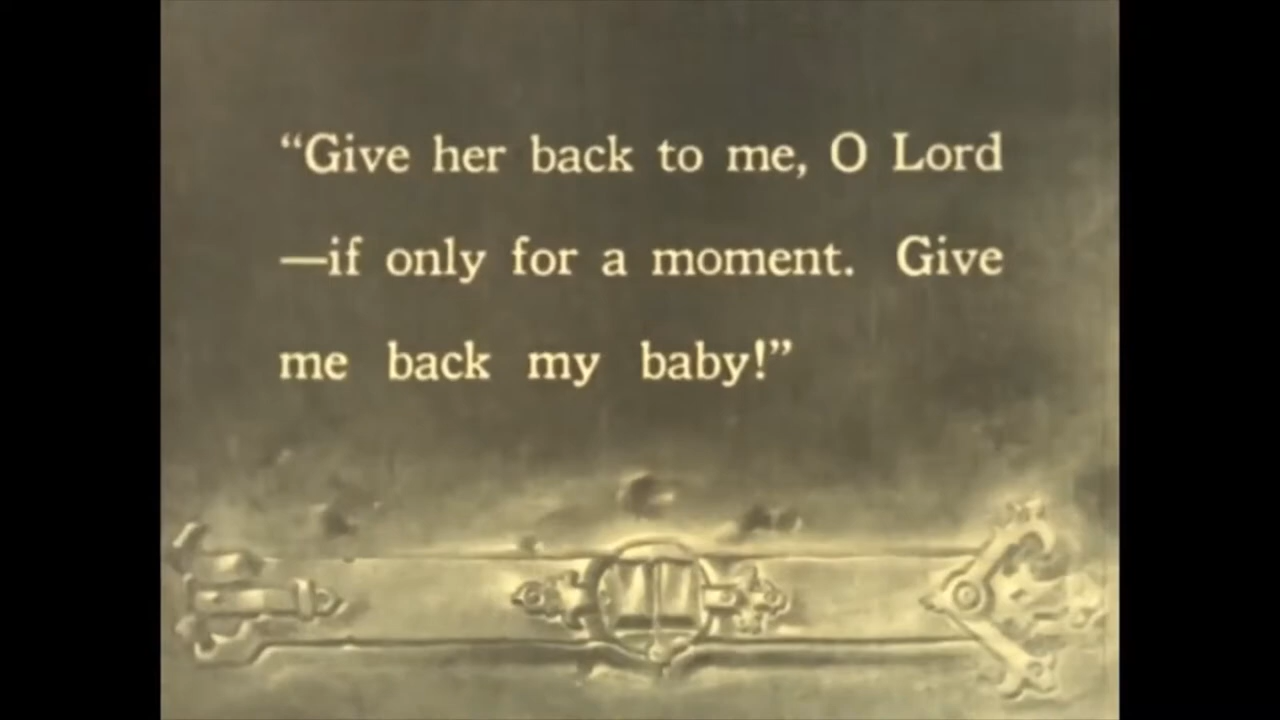 “Give her back to me, O Lord
—if only for a moment.  Give
me back my baby!”